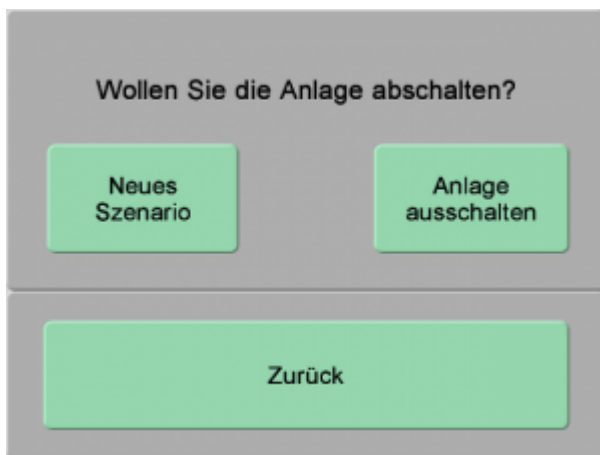 Wollen Sie die Anlage abschalten?
Neues
Szenario
Anlage
ausschalten
Zurück